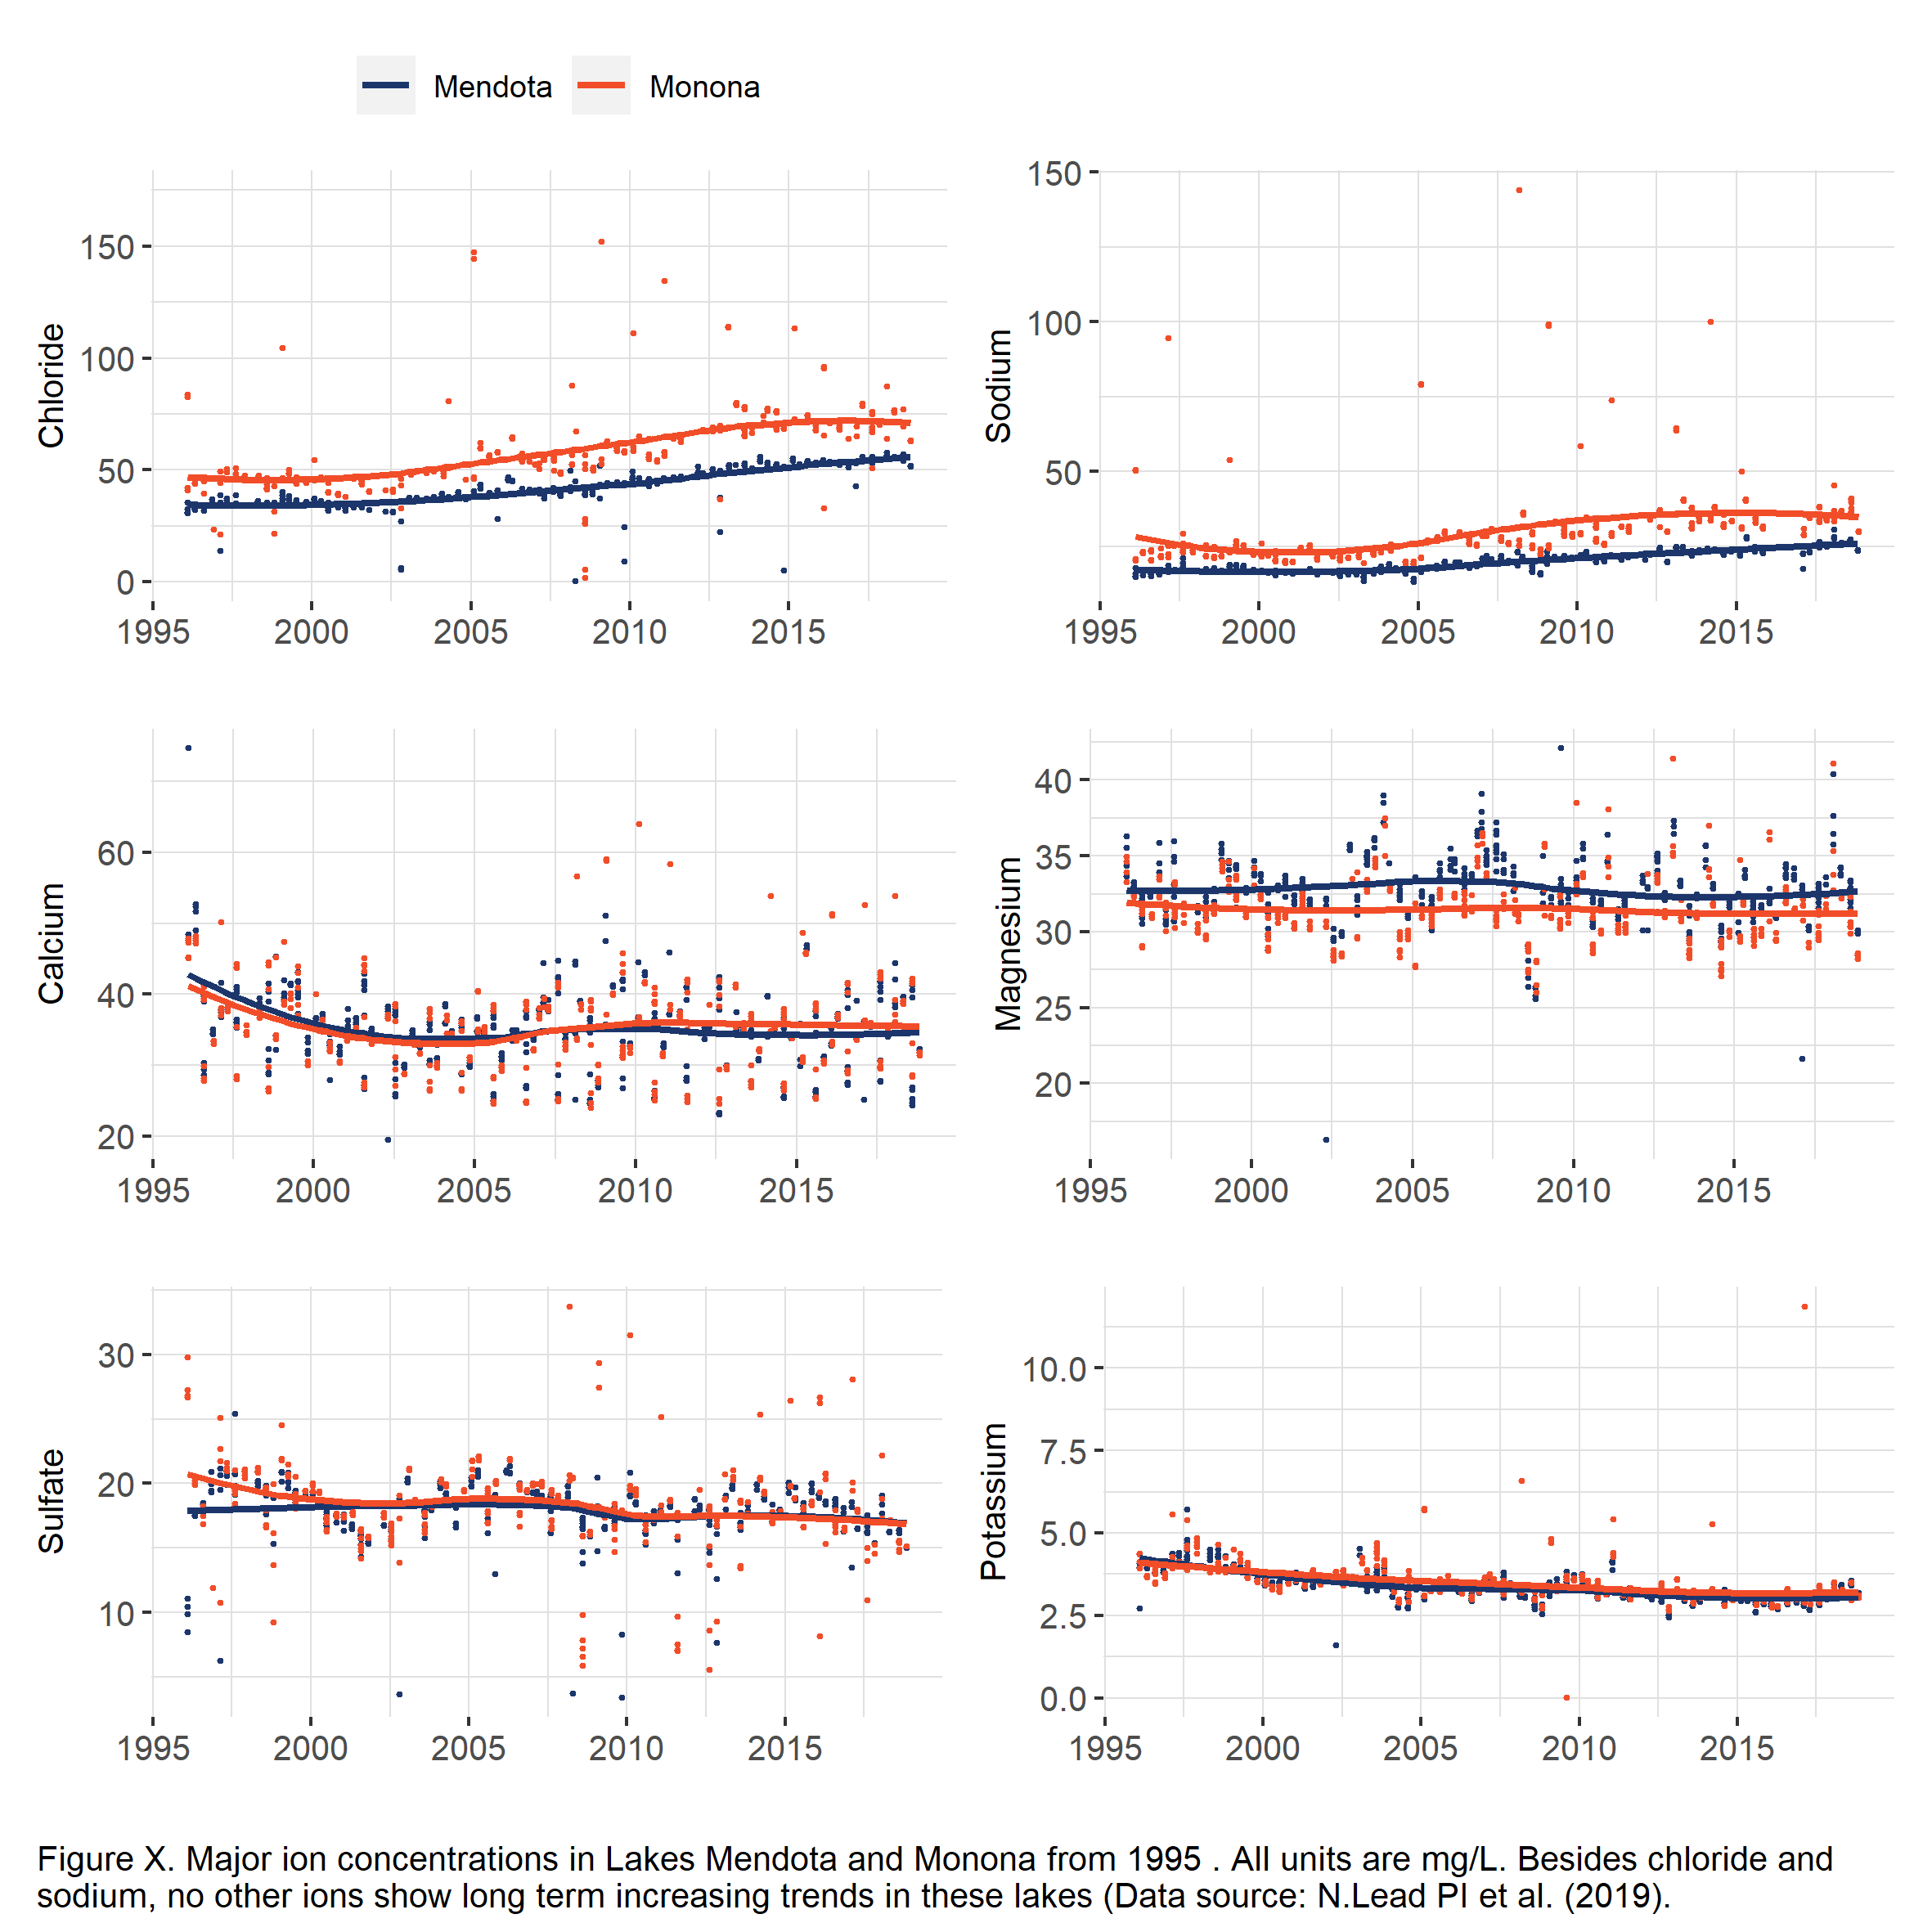 Mendota Monona
Chloride
150
100
50
0
1995 2000 2005 2010 2015
Sodium
150
100
50
1995 2000 2005 2010 2015
Calcium
60
40
20
1995 2000 2005 2010 2015
Magnesium
40
35
30
25
20
1995 2000 2005 2010 2015
Sulfate
30
20
10
1995 2000 2005 2010 2015
Potassium
10.0
7.5
5.0
2.5
0.0
1995 2000 2005 2010 2015
Figure X. Major ion concentrations in Lakes Mendota and Monona from 1995 . All units are mg/L. Besides chloride and
sodium, no other ions show long term increasing trends in these lakes (Data source: N.Lead PI et al. (2019).